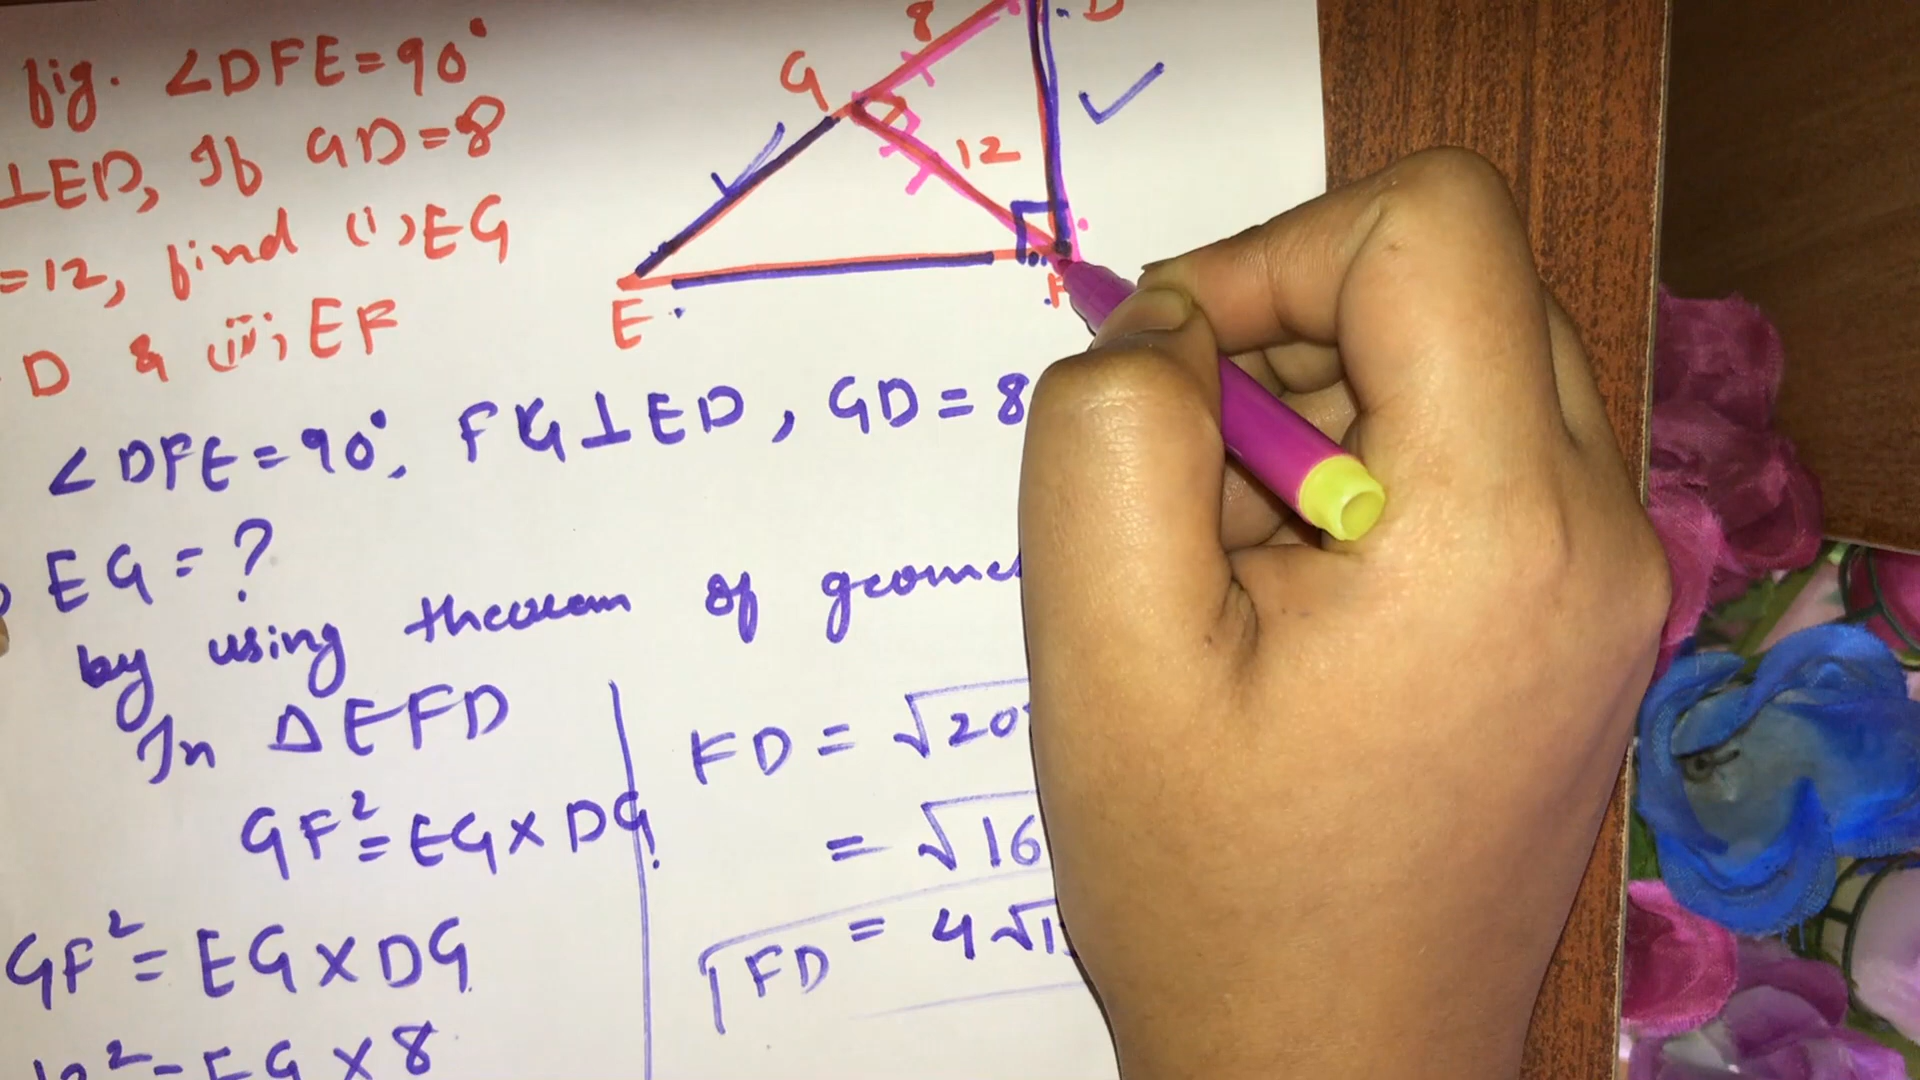 fig. ∠DFE=90°
⊥ED, If GD=8
=12, find (i) EG
D & (iii) EF
G
8
D
12
E
F
∠DFE=90°, FG⊥ED, GD=8
EG=?
by using theorem of geome
In ΔEFD
GF²=EG×DG
GF²=EG×DG
12²=EG×8
FD=√20
=√16
FD=4√1